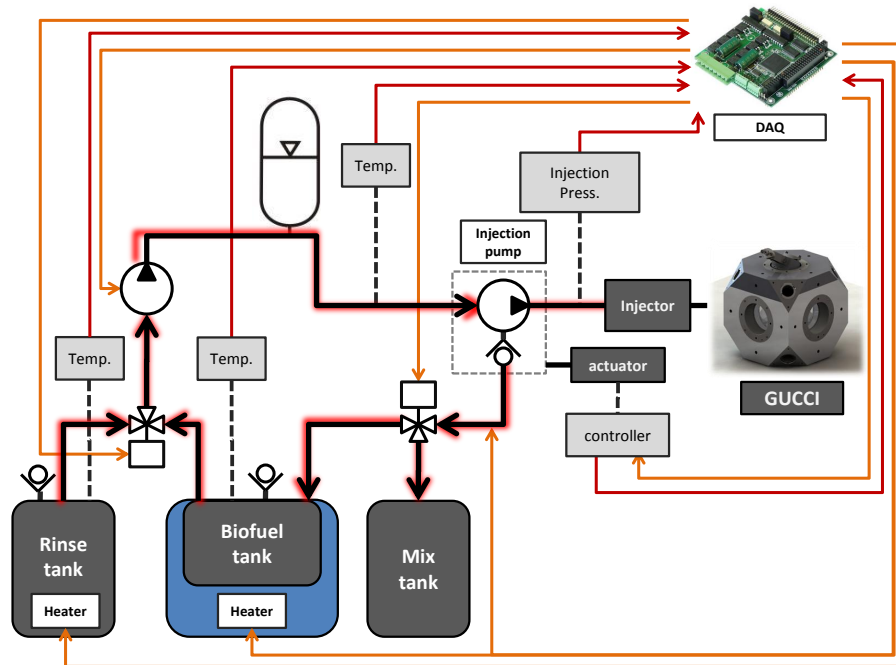 DAQ
Temp.
Injection
Press.
Injection
pump
Injector
Temp.
Temp.
actuator
GUCCI
controller
Rinse
tank
Heater
Biofuel
tank
Heater
Mix
tank